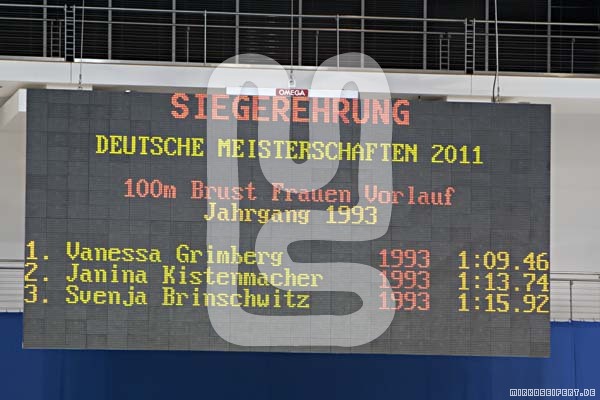 OMEGA
SIEGEREHRUNG
DEUTSCHE MEISTERSCHAFTEN 2011
100m Brust Frauen Vorlauf
Jahrgang 1993
1. Vanessa Grimberg 1993 1:09.46
2. Janina Kistenmacher 1993 1:13.74
3. Svenja Brinschwitz 1993 1:15.92
MIRKOSEIFERT.DE